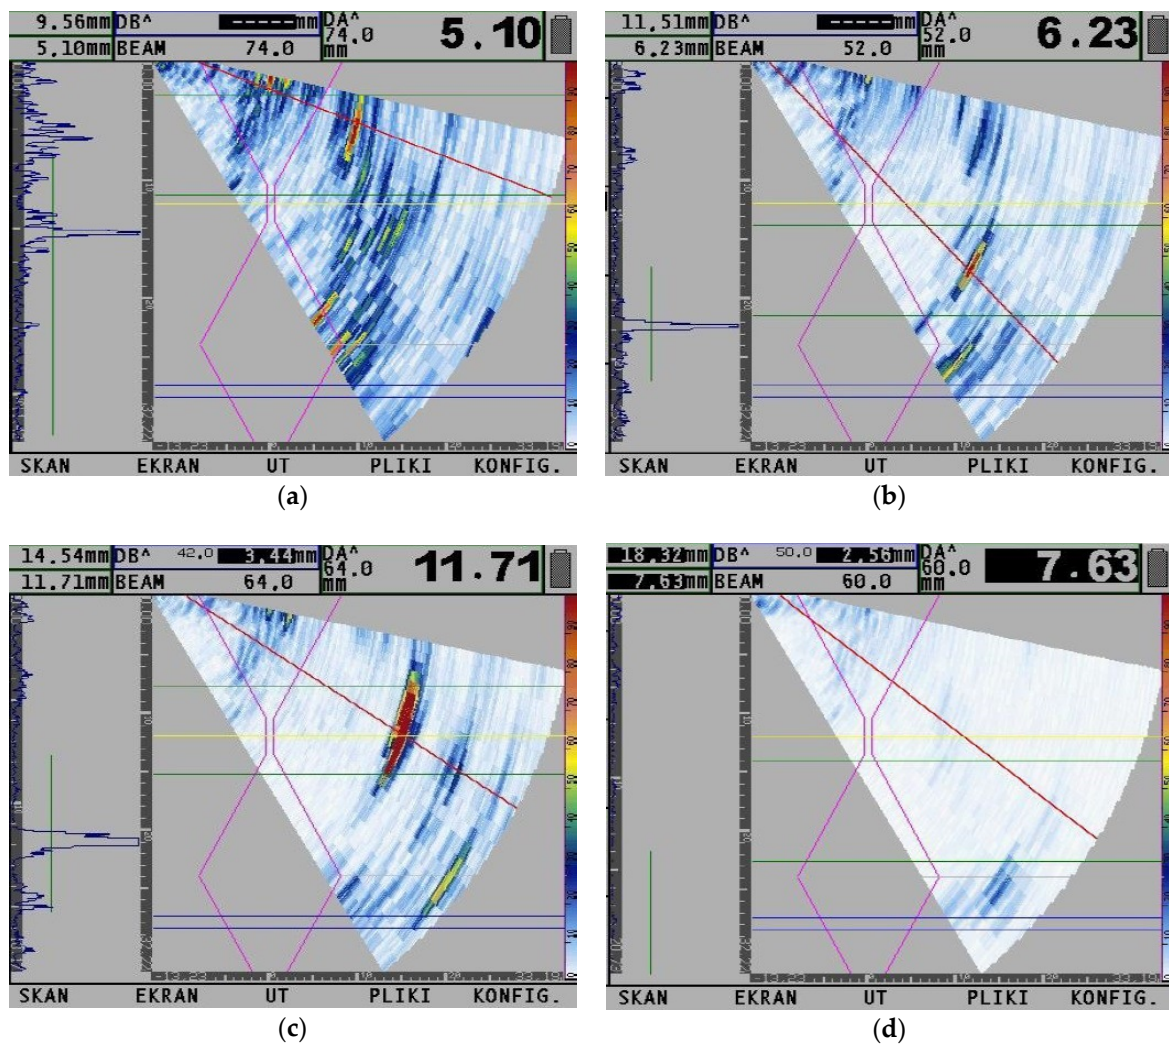 9.56mm DB^ mm DA^ 5.10
5.10mm BEAM 74.0 74.0 mm
SKAN EKRAN UT PLIKI KONFIG.
(a)
11.51mm DB^ mm DA^ 6.23
6.23mm BEAM 52.0 52.0 mm
SKAN EKRAN UT PLIKI KONFIG.
(b)
14.54mm DB^ 42.0 3.44mm DA^ 11.71
11.71mm BEAM 64.0 64.0 mm
SKAN EKRAN UT PLIKI KONFIG.
(c)
18.32mm DB^ 50.0 2.56mm DA^ 7.63
7.63mm BEAM 60.0 60.0 mm
SKAN EKRAN UT PLIKI KONFIG.
(d)